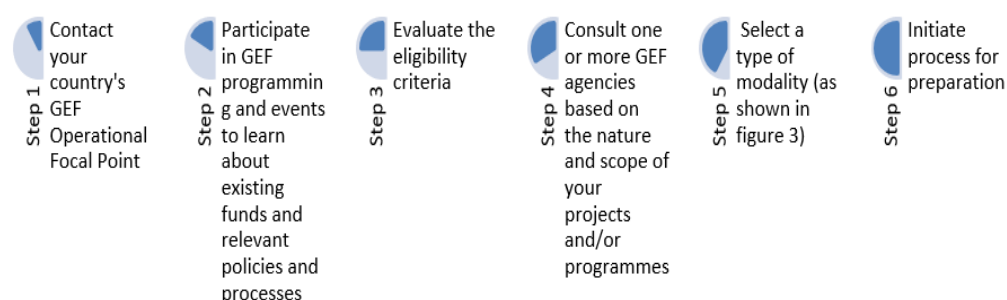 Step 1
Contact
your
country's
GEF
Operational
Focal Point
Step 2
Participate
in GEF
programmin
g and events
to learn
about
existing
funds and
relevant
policies and
processes
Step 3
Evaluate the
eligibility
criteria
Step 4
Consult one
or more GEF
agencies
based on
the nature
and scope of
your
projects
and/or
programmes
Step 5
Select a
type of
modality (as
shown in
figure 3)
Step 6
Initiate
process for
preparation